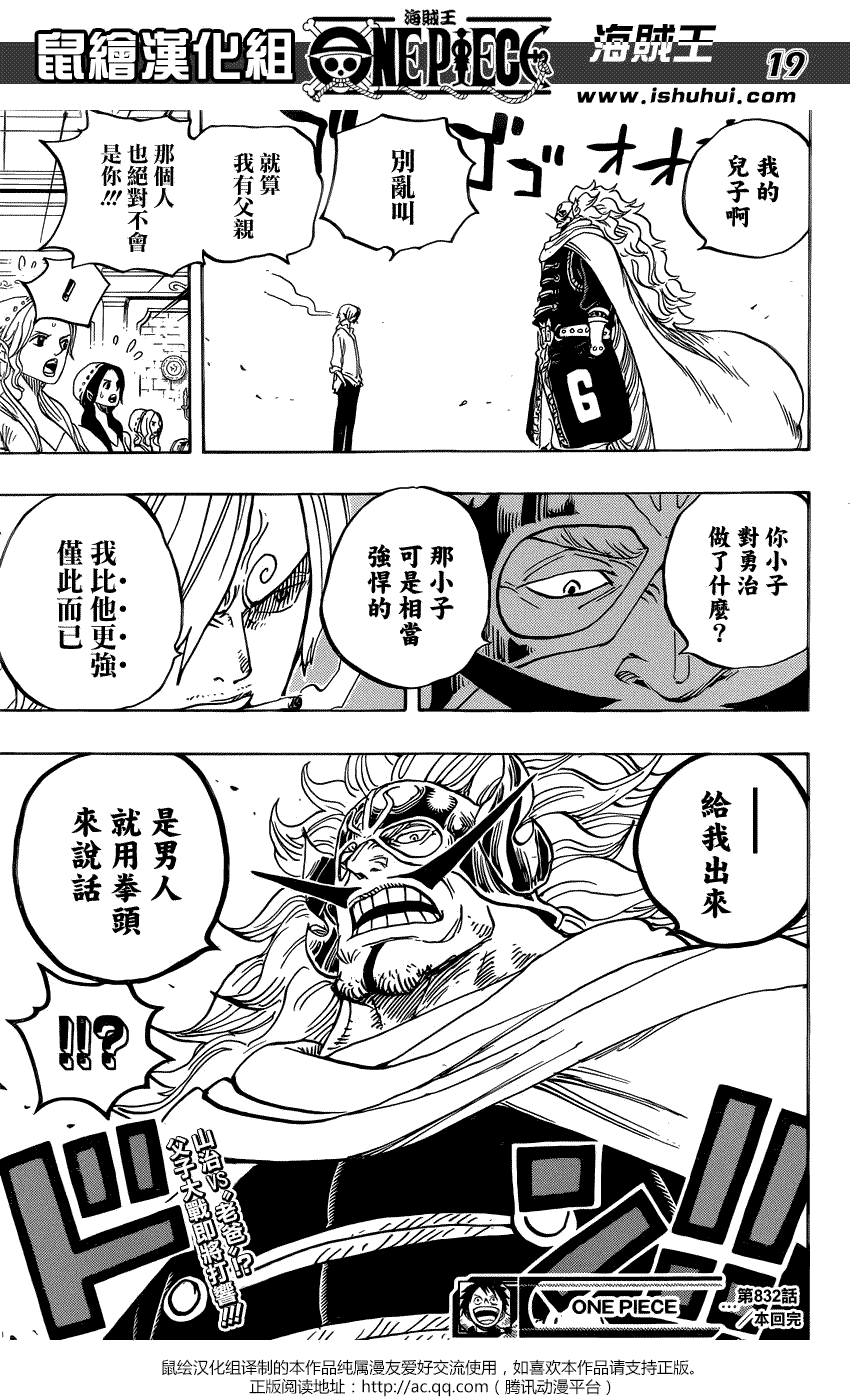 鼠繪漢化組
海賊王
ONE PIECE
海賊王
19
www.ishuhui.com
ゴゴゴ
オオオ
我的
兒子啊
別亂叫
就算
我有父親
那個人
也絕對不會
是你!!!
!
你小子
對勇治
做了什麼?
那小子
可是相當
強悍的
我比他更強
僅此而已
給我出來
是男人
就用拳頭
來說話
!!?
ドン!!
山治VS〝老爸〞!?
父子大戰即將打響!!!
ONE PIECE
第832話
…／本回完
鼠绘汉化组译制的本作品纯属漫友爱好交流使用，如喜欢本作品请支持正版。
正版阅读地址：http://ac.qq.com（腾讯动漫平台）